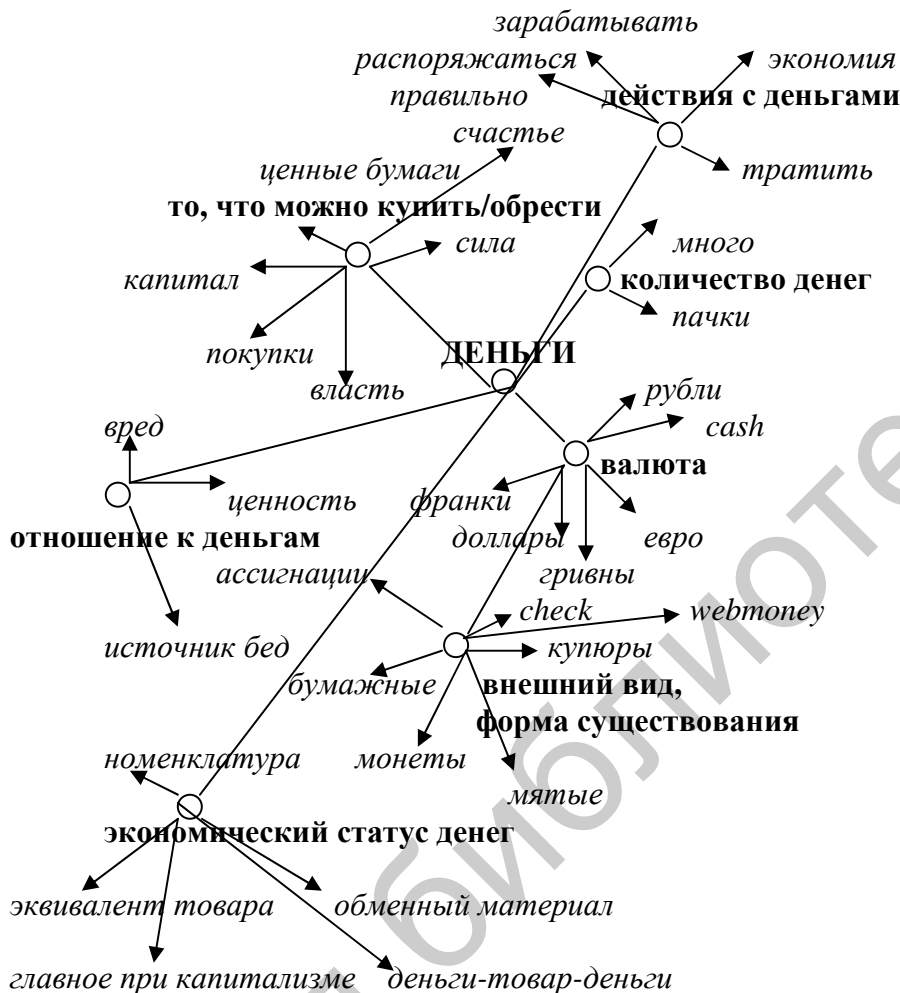 зарабатывать
распоряжаться экономия
правильно действия с деньгами
счастье
ценные бумаги тратить
то, что можно купить/обрести
сила много
капитал количество денег
пачки
покупки ДЕНЬГИ
власть рубли
вред cash
валюта
ценность франки
отношение к деньгам доллары евро
ассигнации гривны
check webmoney
источник бед купюры
бумажные внешний вид,
форма существования
номенклатура монеты
мятые
экономический статус денег
эквивалент товара обменный материал
главное при капитализме деньги-товар-деньги
библиоте